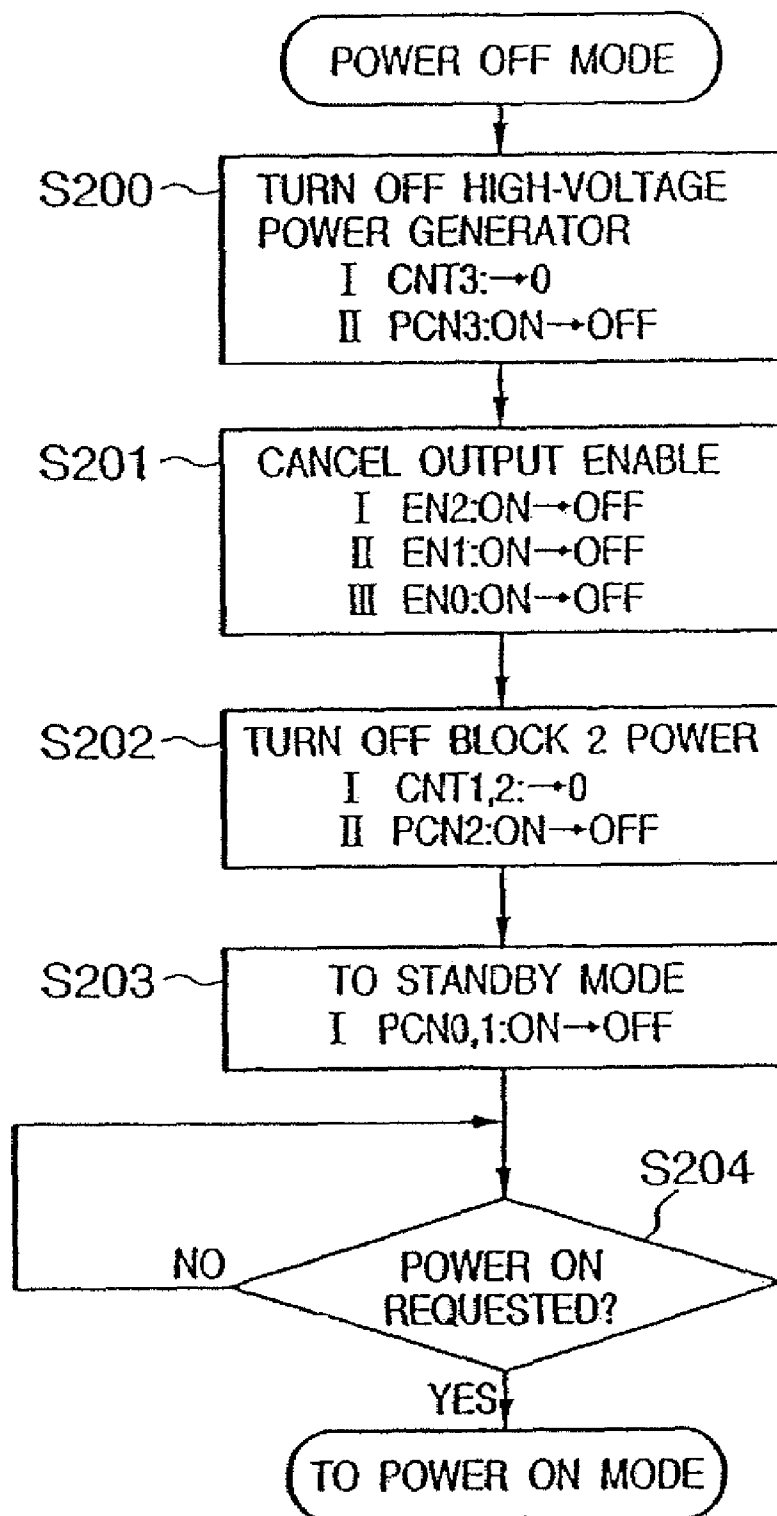 POWER OFF MODE
S200
TURN OFF HIGH-VOLTAGE
POWER GENERATOR
I CNT3:→0
II PCN3:ON→OFF
S201
CANCEL OUTPUT ENABLE
I EN2:ON→OFF
II EN1:ON→OFF
III EN0:ON→OFF
S202
TURN OFF BLOCK 2 POWER
I CNT1,2:→0
II PCN2:ON→OFF
S203
TO STANDBY MODE
I PCN0,1:ON→OFF
S204
NO
POWER ON
REQUESTED?
YES
TO POWER ON MODE